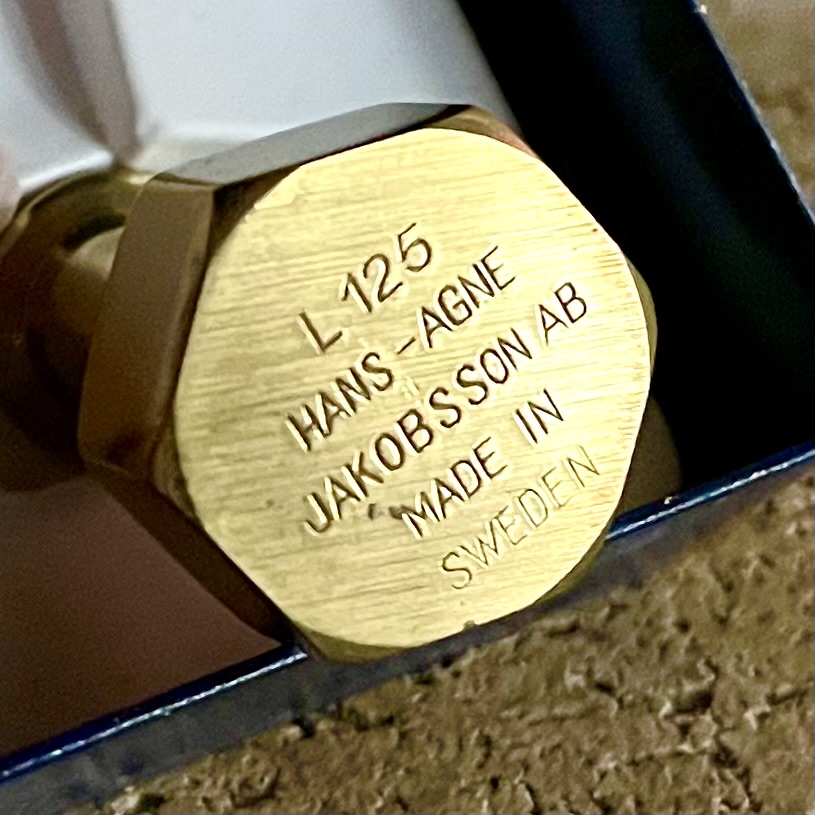 L 125
HANS-AGNE
JAKOBSSON AB
MADE IN
SWEDEN